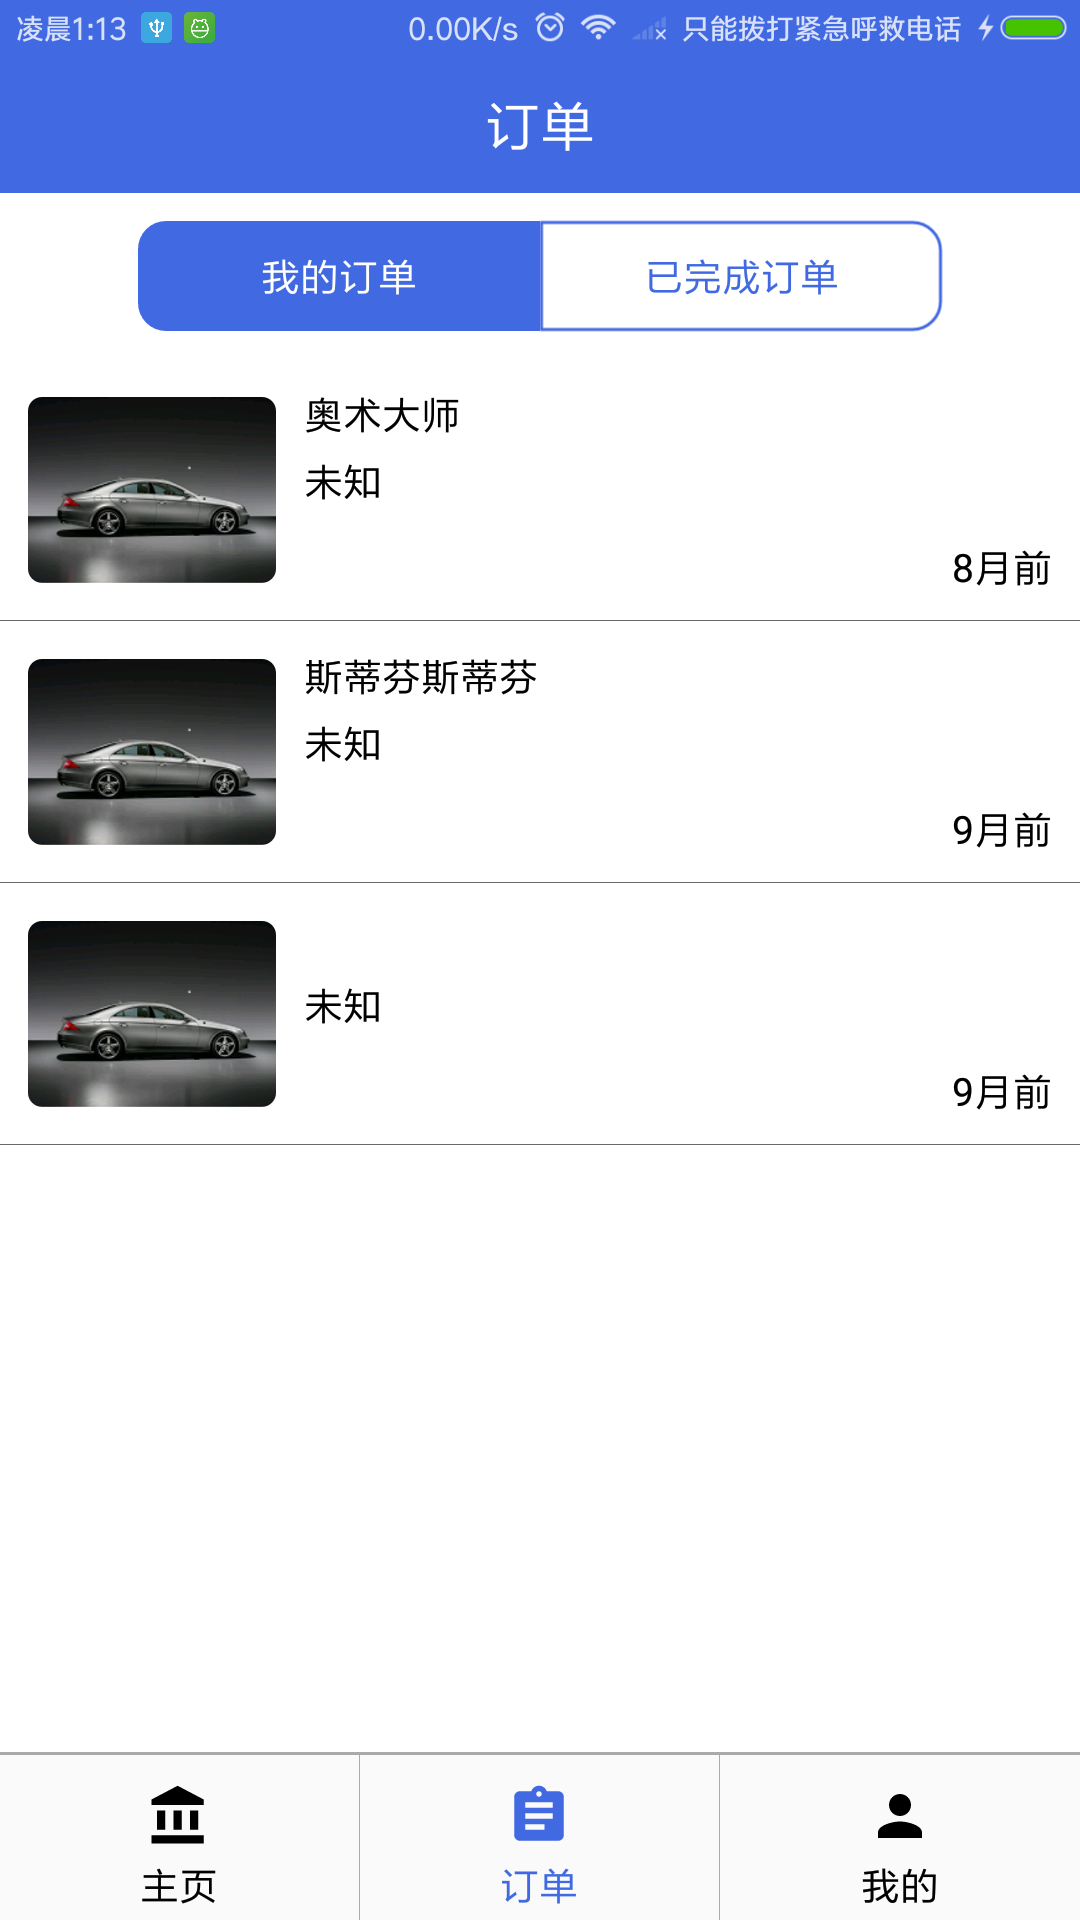 凌晨1:13 0.00K/s 只能拨打紧急呼救电话
订单
我的订单 已完成订单
奥术大师
未知
8月前
斯蒂芬斯蒂芬
未知
9月前
未知
9月前
主页 订单 我的